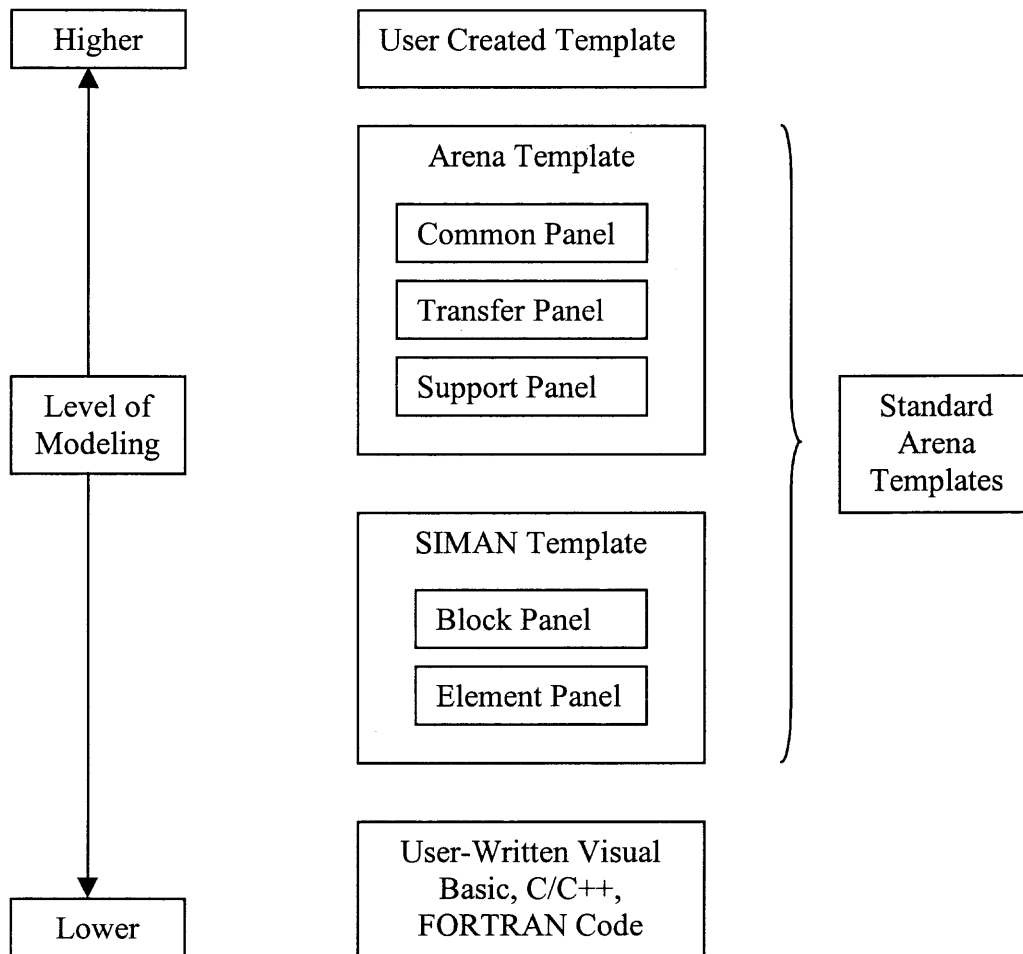 Higher
User Created Template
Arena Template
Common Panel
Transfer Panel
Support Panel
Level of
Modeling
Standard
Arena
Templates
SIMAN Template
Block Panel
Element Panel
User-Written Visual
Basic, C/C++,
FORTRAN Code
Lower